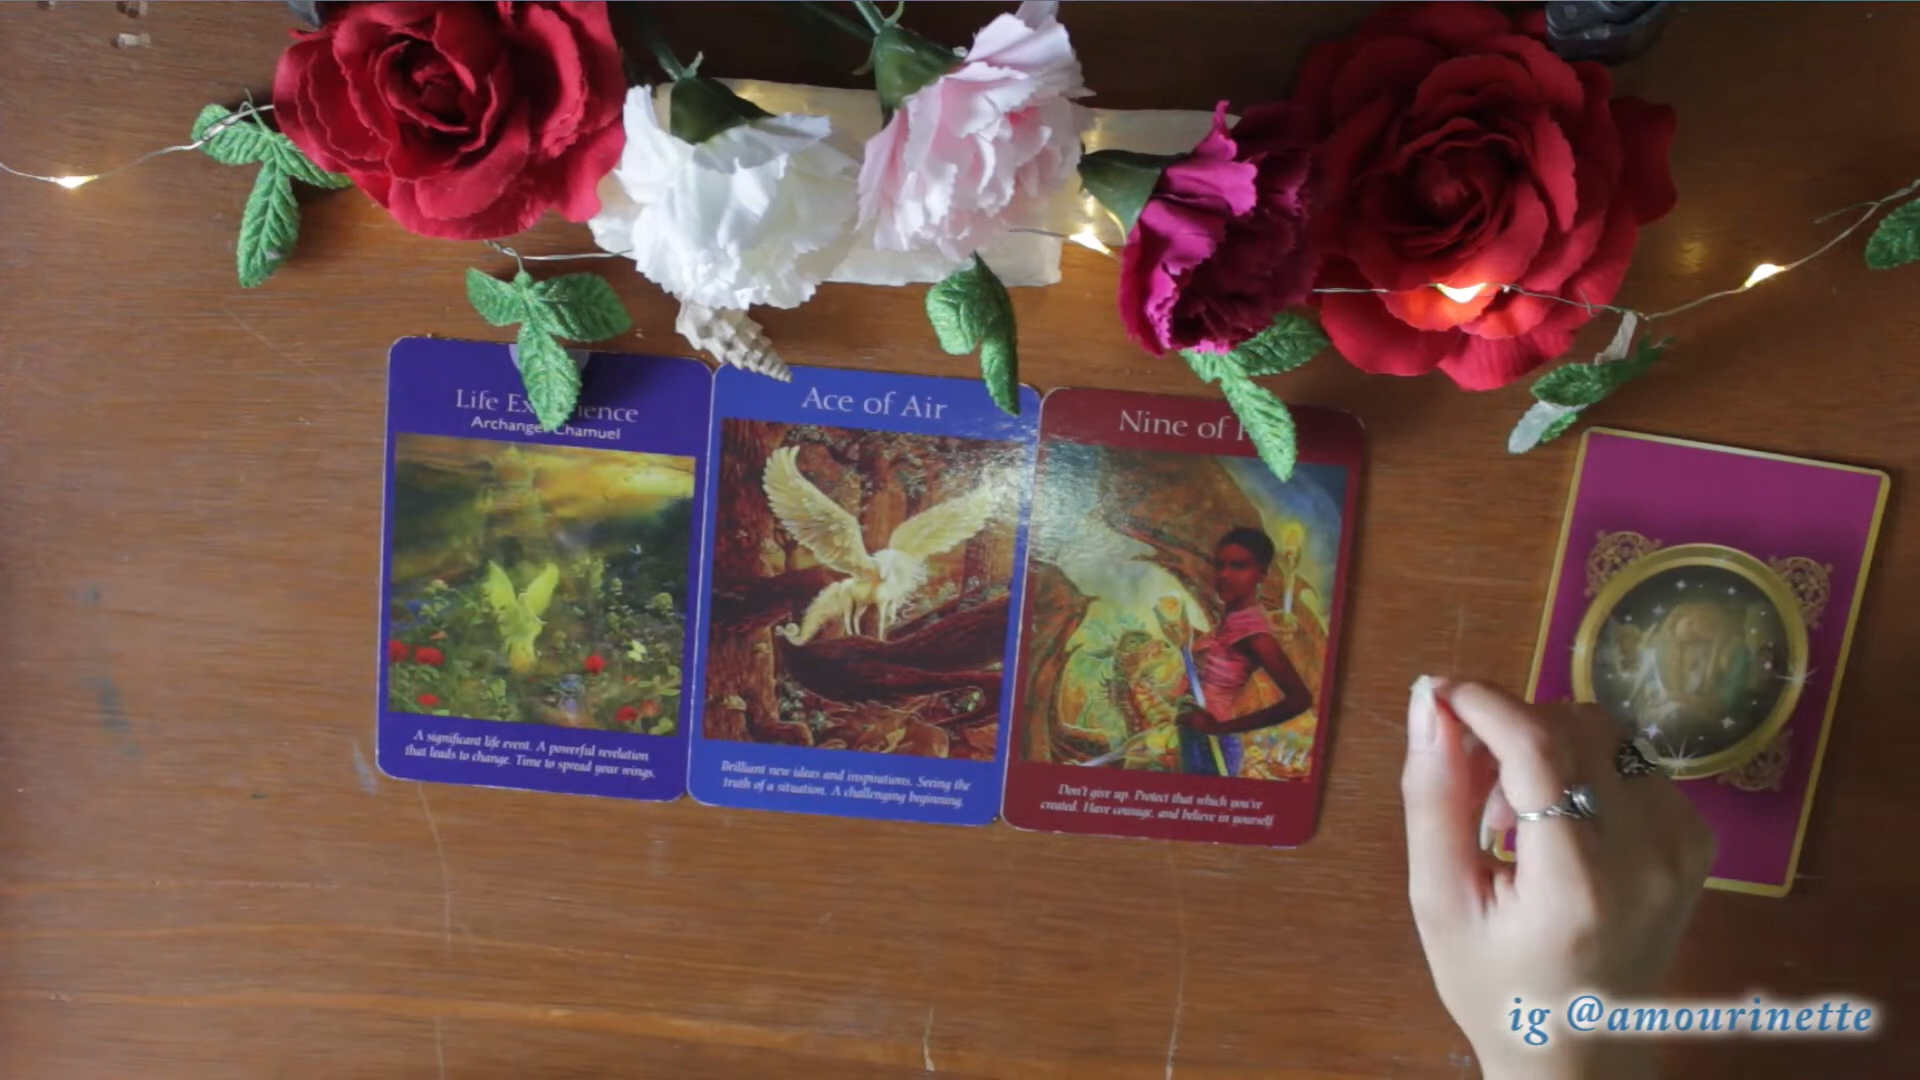 Life Ex ience
Archangel Chamuel
A significant life event. A powerful revelation
that leads to change. Time to spread your wings.
Ace of Air
Brilliant new ideas and inspirations. Seeing the
truth of a situation. A challenging beginning.
Nine of
Don't give up. Protect that which you've
created. Have courage, and believe in yourself.
ig @amourinette